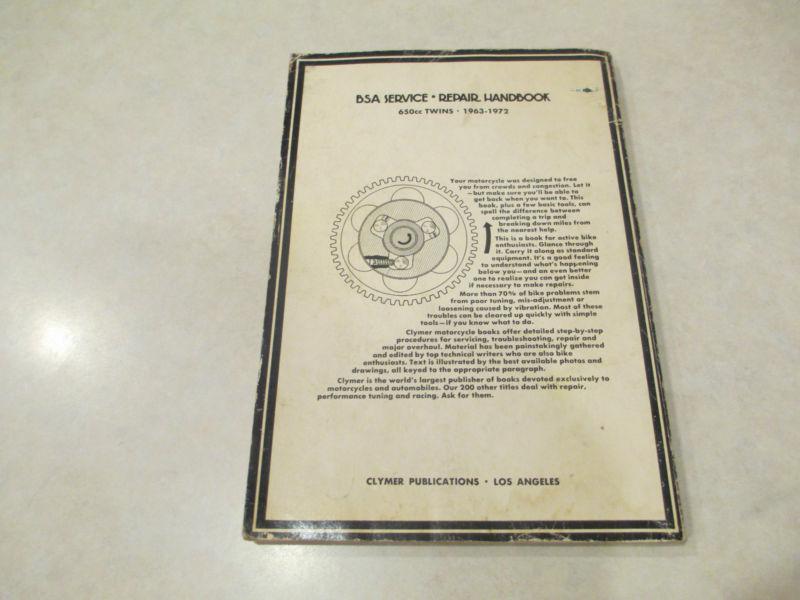 BSA SERVICE • REPAIR HANDBOOK
650cc TWINS • 1963-1972
Your motorcycle was designed to free
you from crowds and congestion. Let it
—but make sure you'll be able to
get back when you want to. This
book, plus a few basic tools, can
spell the difference between
completing a trip and
breaking down miles from
the nearest help.
This is a book for active bike
enthusiasts. Glance through
it. Carry it along as standard
equipment. It's a good feeling
to understand what's happening
below you—and an even better
one to realize you can get inside
if necessary to make repairs.
More than 70% of bike problems stem
from poor tuning, mis-adjustment or
loosening caused by vibration. Most of these
troubles can be cleared up quickly with simple
tools—if you know what to do.
Clymer motorcycle books offer detailed step-by-step
procedures for servicing, troubleshooting, repair and
major overhaul. Material has been painstakingly gathered
and edited by top technical writers who are also bike
enthusiasts. Text is illustrated by the best available photos and
drawings, all keyed to the appropriate paragraph.
Clymer is the world's largest publisher of books devoted exclusively to
motorcycles and automobiles. Our 200 other titles deal with repair,
performance tuning and racing. Ask for them.
CLYMER PUBLICATIONS • LOS ANGELES